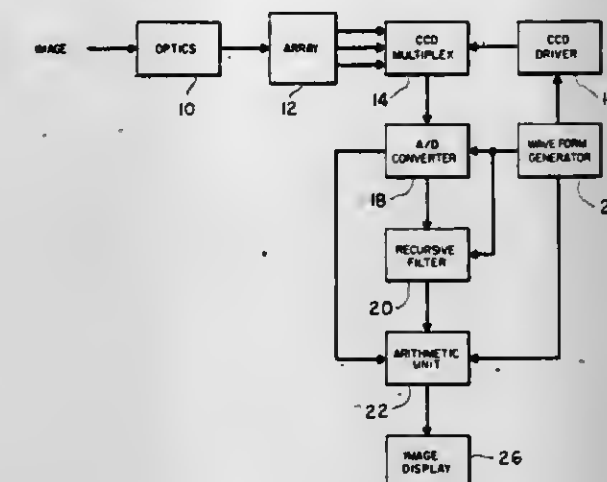 IMAGE
OPTICS
ARRAY
CCD
MULTIPLEX
CCD
DRIVER
10
12
14
A/D
CONVERTER
WAVE FORM
GENERATOR
18
RECURSIVE
FILTER
20
ARITHMETIC
UNIT
22
IMAGE
DISPLAY
26